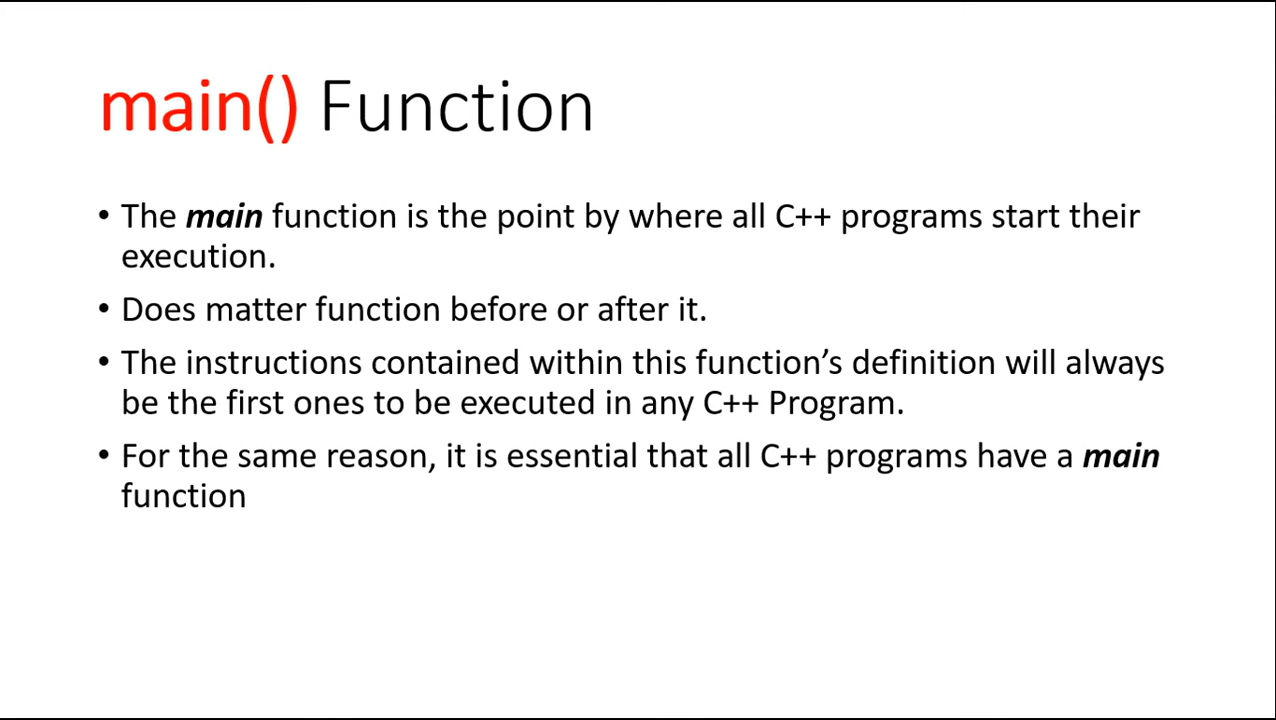 main() Function
• The main function is the point by where all C++ programs start their
execution.
• Does matter function before or after it.
• The instructions contained within this function’s definition will always
be the first ones to be executed in any C++ Program.
• For the same reason, it is essential that all C++ programs have a main
function